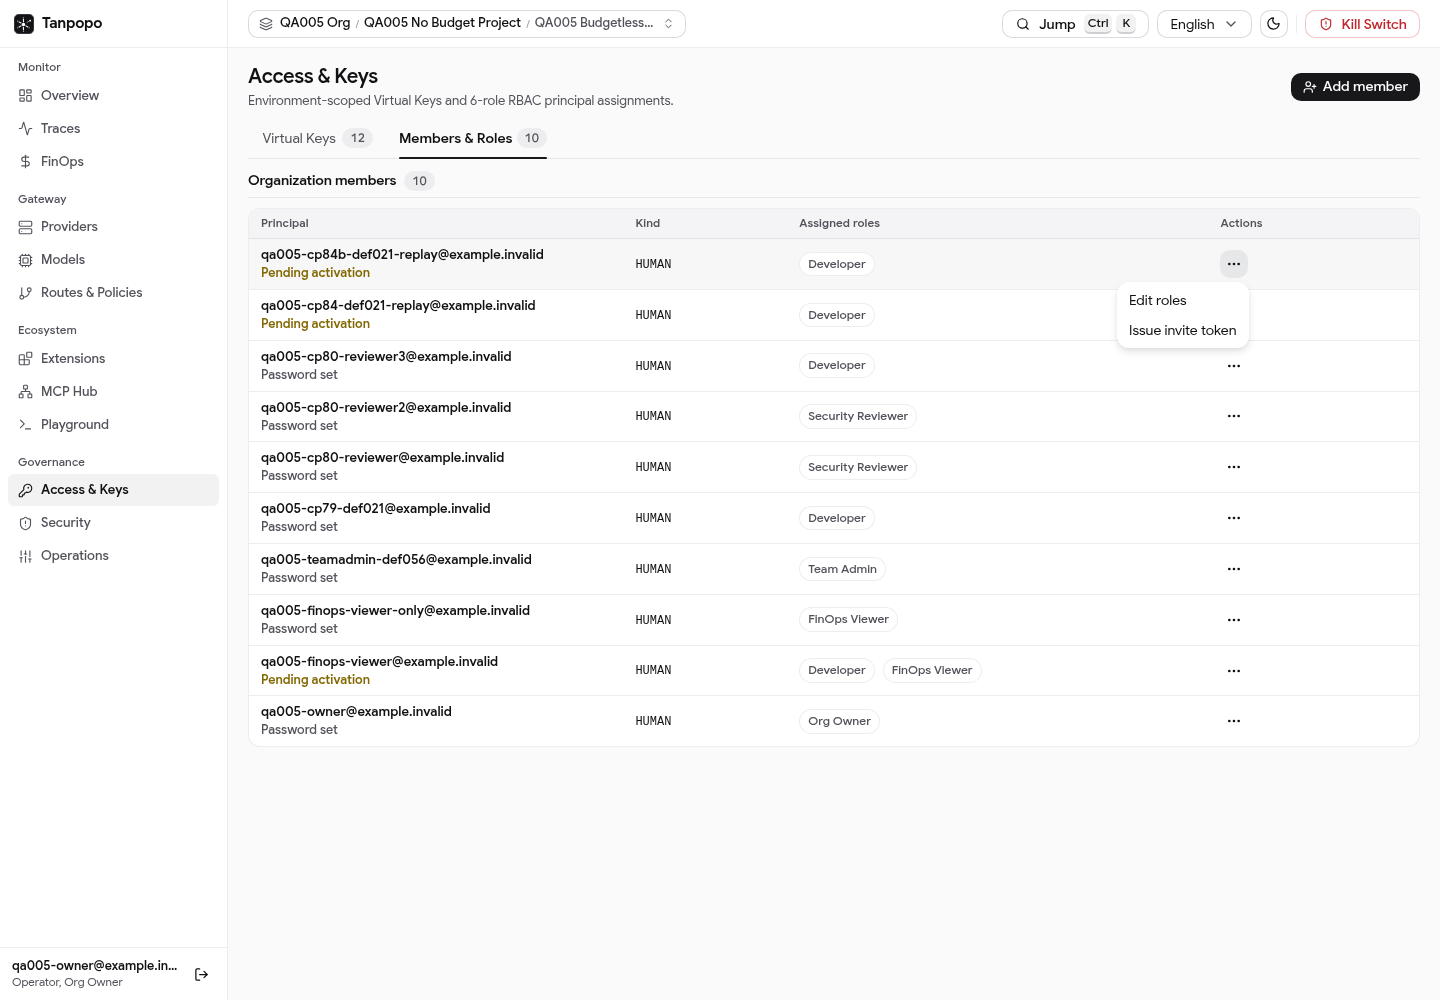 Tanpopo
QA005 Org / QA005 No Budget Project / QA005 Budgetless...
Jump Ctrl K
English
Kill Switch
Monitor
Overview
Traces
FinOps
Gateway
Providers
Models
Routes & Policies
Ecosystem
Extensions
MCP Hub
Playground
Governance
Access & Keys
Security
Operations
qa005-owner@example.in...
Operator, Org Owner
Access & Keys
Environment-scoped Virtual Keys and 6-role RBAC principal assignments.
Add member
Virtual Keys 12
Members & Roles 10
Organization members 10
Principal Kind Assigned roles Actions
qa005-cp84b-def021-replay@example.invalid
Pending activation
HUMAN
Developer
Edit roles
Issue invite token
qa005-cp84-def021-replay@example.invalid
Pending activation
HUMAN
Developer
qa005-cp80-reviewer3@example.invalid
Password set
HUMAN
Developer
qa005-cp80-reviewer2@example.invalid
Password set
HUMAN
Security Reviewer
qa005-cp80-reviewer@example.invalid
Password set
HUMAN
Security Reviewer
qa005-cp79-def021@example.invalid
Password set
HUMAN
Developer
qa005-teamadmin-def056@example.invalid
Password set
HUMAN
Team Admin
qa005-finops-viewer-only@example.invalid
Password set
HUMAN
FinOps Viewer
qa005-finops-viewer@example.invalid
Pending activation
HUMAN
Developer FinOps Viewer
qa005-owner@example.invalid
Password set
HUMAN
Org Owner